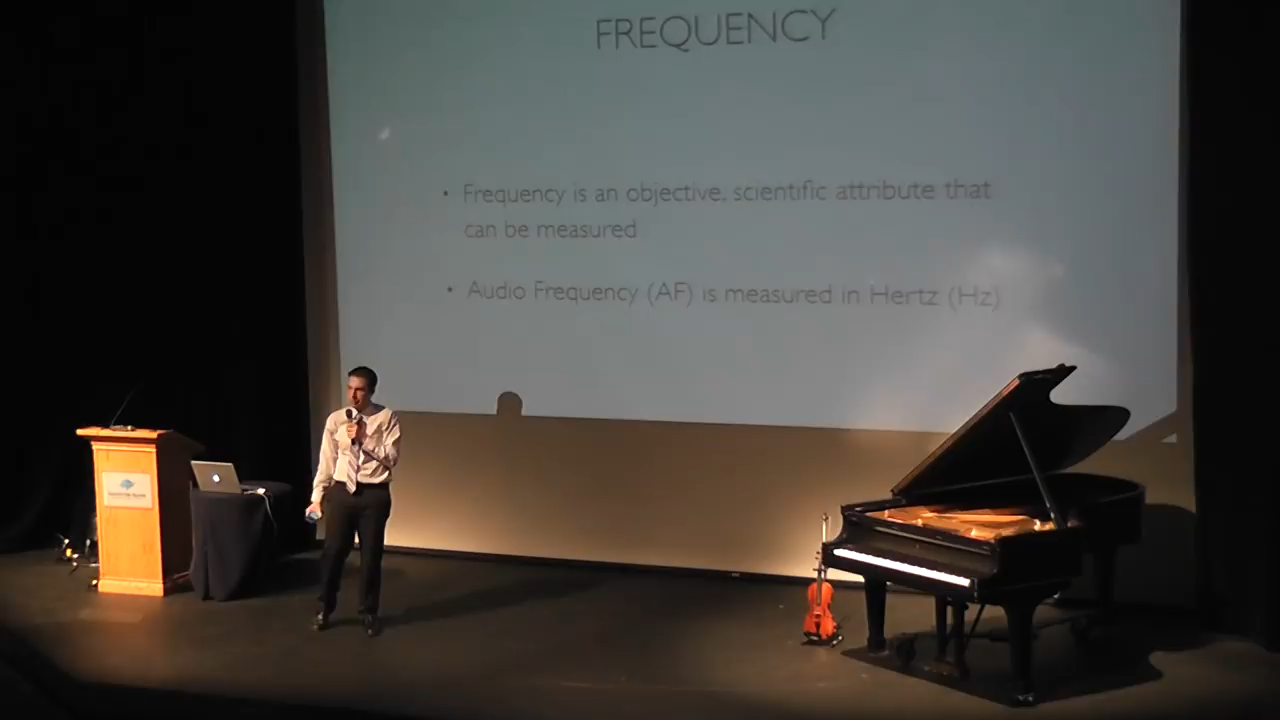 FREQUENCY
• Frequency is an objective, scientific attribute that
can be measured
• Audio Frequency (AF) is measured in Hertz (Hz)